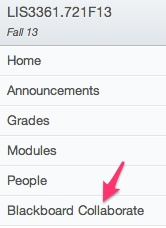 LIS3361.721F13
Fall 13
Home
Announcements
Grades
Modules
People
Blackboard Collaborate